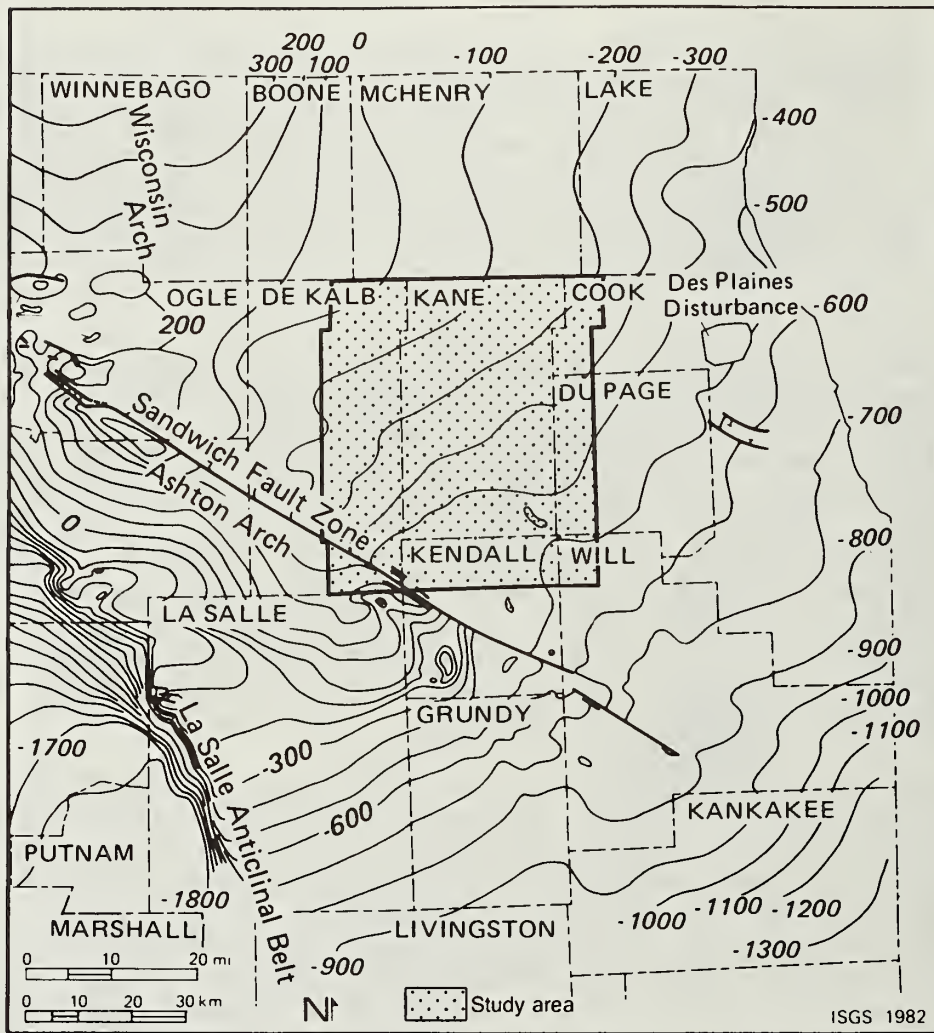 200 0 -100 -200 -300
300 100
WINNEBAGO BOONE MCHENRY LAKE
-400
Wisconsin Arch
-500
OGLE DE KALB KANE COOK Des Plaines
Disturbance -600
200
DU PAGE
-700
Sandwich Fault Zone
Ashton Arch
0
KENDALL WILL
-800
LA SALLE
-900
-1000
GRUNDY
-1100
La Salle Anticlinal Belt
-300
-1700
-600
KANKAKEE
PUTNAM
-1800
-1000 -1100 -1200
MARSHALL LIVINGSTON
-1300
-900
0 10 20 mi
0 10 20 30 km
N
Study area
ISGS 1982